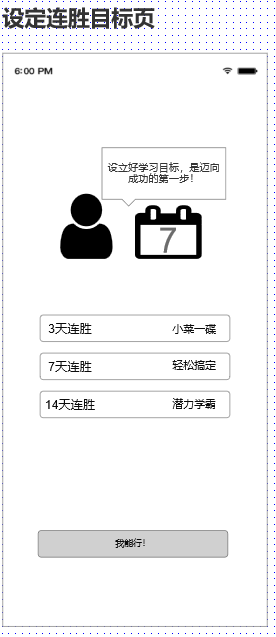 设定连胜目标页
6:00 PM
设立好学习目标，是迈向
成功的第一步！
7
3天连胜 小菜一碟
7天连胜 轻松搞定
14天连胜 潜力学霸
我能行！